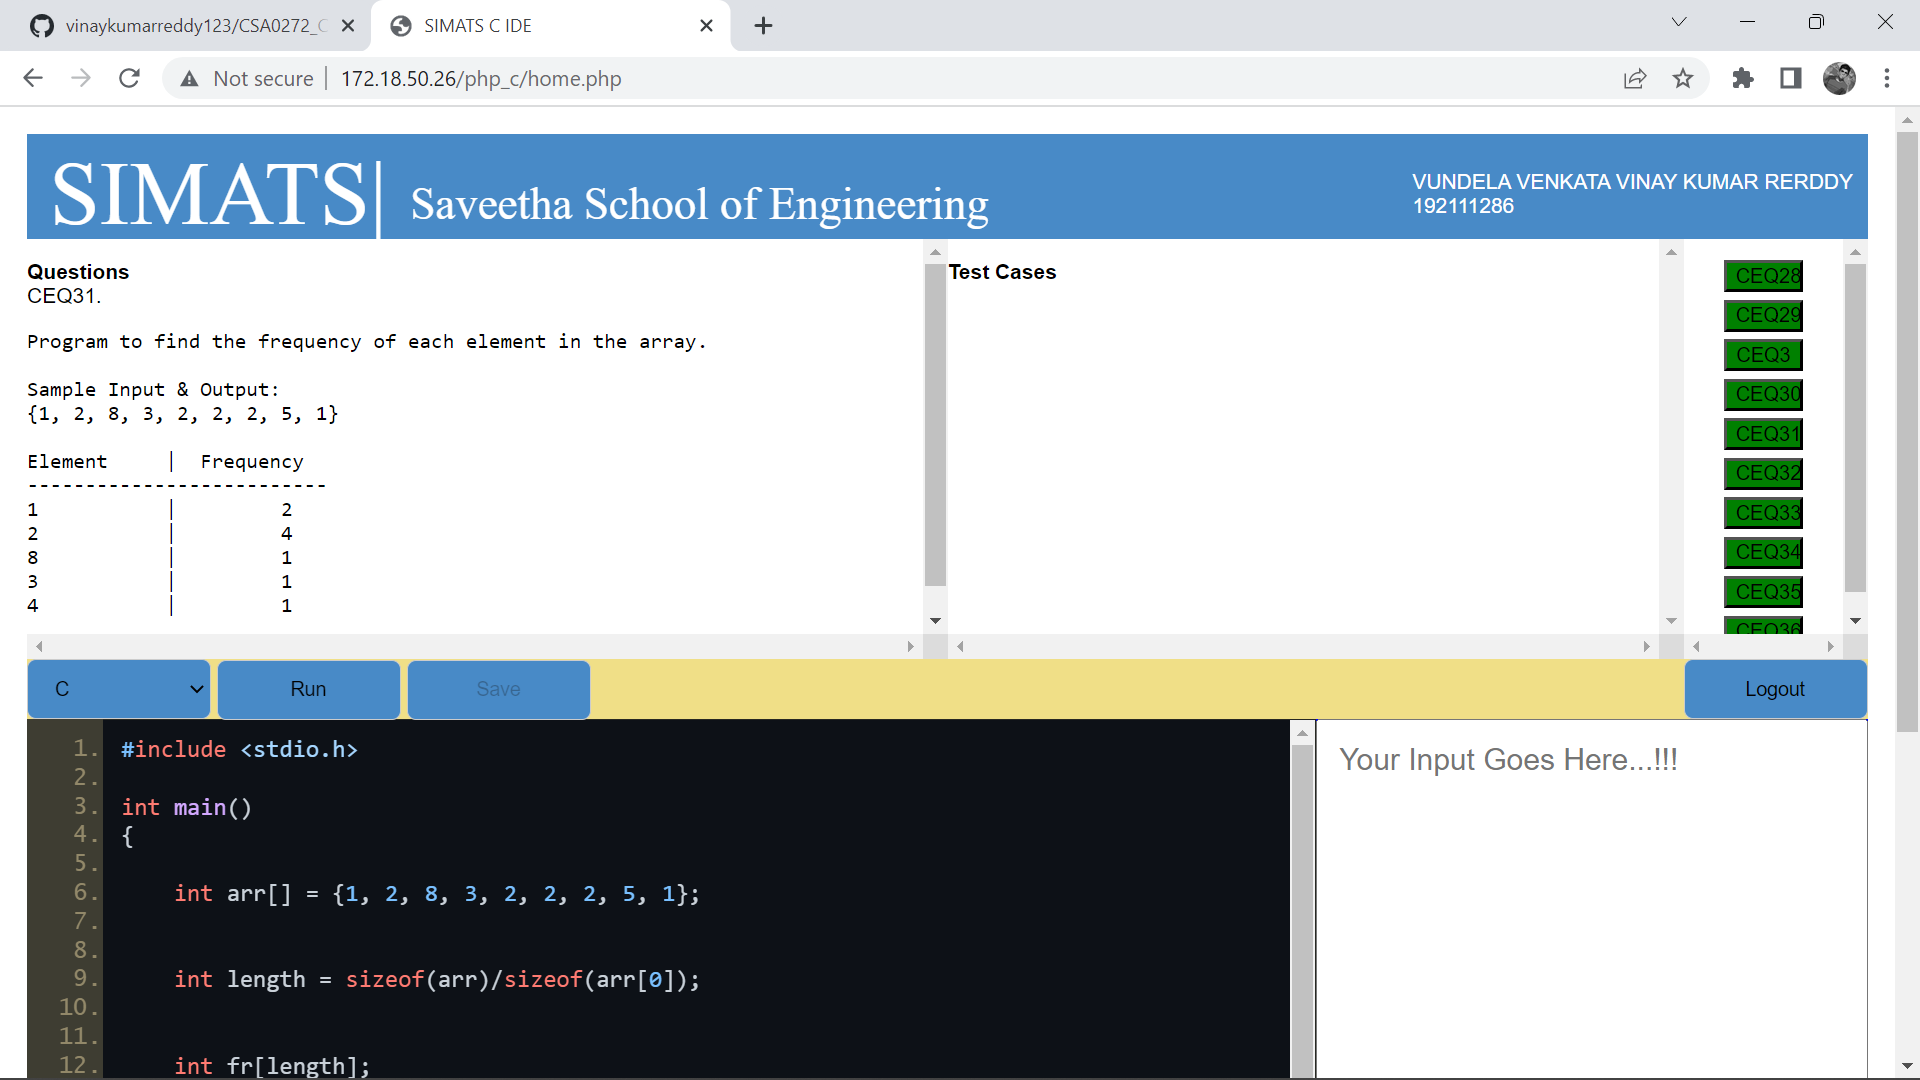 vinaykumarreddy123/CSA0272_C
SIMATS C IDE
Not secure
172.18.50.26/php_c/home.php
SIMATS| Saveetha School of Engineering
VUNDELA VENKATA VINAY KUMAR RERDDY
192111286
Questions
CEQ31.
Program to find the frequency of each element in the array.
Sample Input & Output:
{1, 2, 8, 3, 2, 2, 2, 5, 1}
Element | Frequency
--------------------------
1 | 2
2 | 4
8 | 1
3 | 1
4 | 1
Test Cases
CEQ28
CEQ29
CEQ3
CEQ30
CEQ31
CEQ32
CEQ33
CEQ34
CEQ35
CEQ36
C
Run
Save
Logout
1. #include <stdio.h>
2.
3. int main()
4. {
5.
6. int arr[] = {1, 2, 8, 3, 2, 2, 2, 5, 1};
7.
8.
9. int length = sizeof(arr)/sizeof(arr[0]);
10.
11.
12. int fr[length];
Your Input Goes Here...!!!